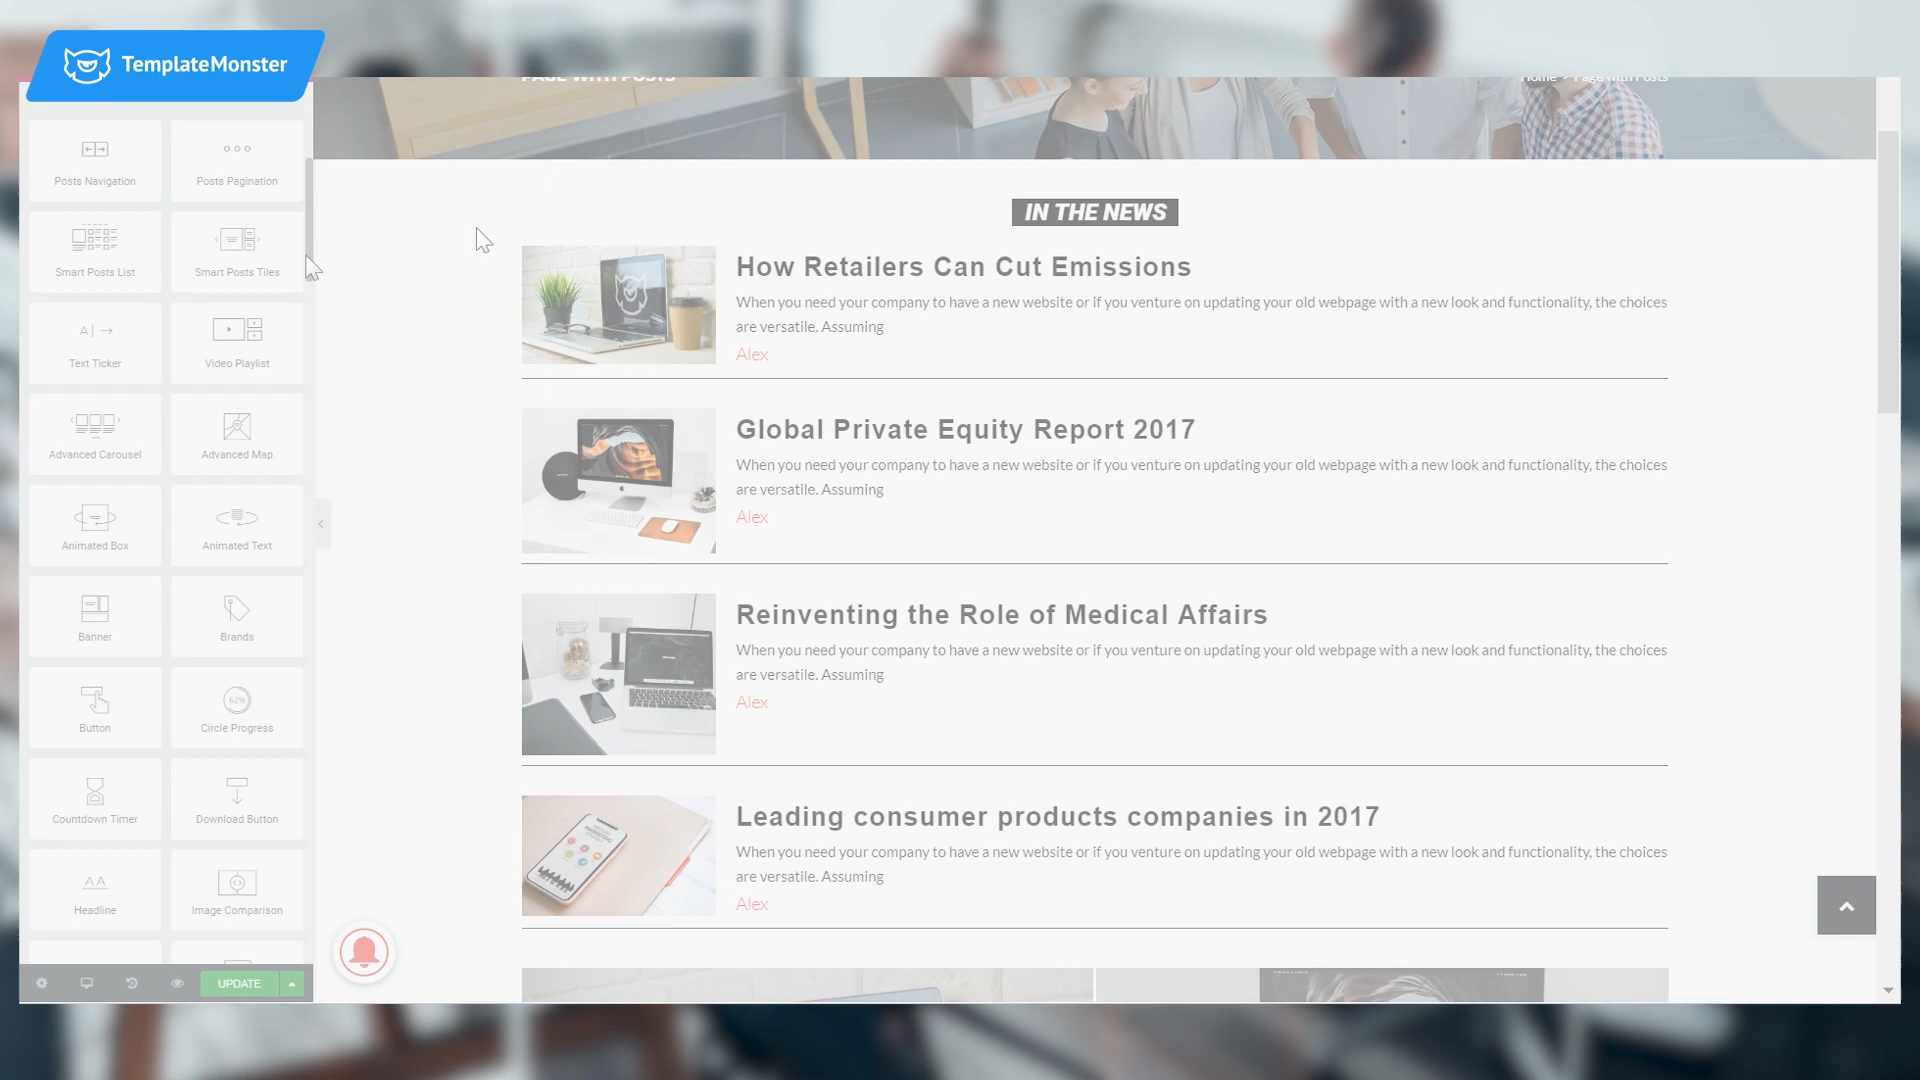 TemplateMonster
PAGE WITH POSTS
Home > Page with Posts
Posts Navigation
Posts Pagination
Smart Posts List
Smart Posts Tiles
Text Ticker
Video Playlist
Advanced Carousel
Advanced Map
Animated Box
Animated Text
Banner
Brands
Button
62%
Circle Progress
Countdown Timer
Download Button
Headline
Image Comparison
UPDATE
IN THE NEWS
How Retailers Can Cut Emissions
When you need your company to have a new website or if you venture on updating your old webpage with a new look and functionality, the choices
are versatile. Assuming
Alex
Global Private Equity Report 2017
When you need your company to have a new website or if you venture on updating your old webpage with a new look and functionality, the choices
are versatile. Assuming
Alex
Reinventing the Role of Medical Affairs
When you need your company to have a new website or if you venture on updating your old webpage with a new look and functionality, the choices
are versatile. Assuming
Alex
Leading consumer products companies in 2017
When you need your company to have a new website or if you venture on updating your old webpage with a new look and functionality, the choices
are versatile. Assuming
Alex